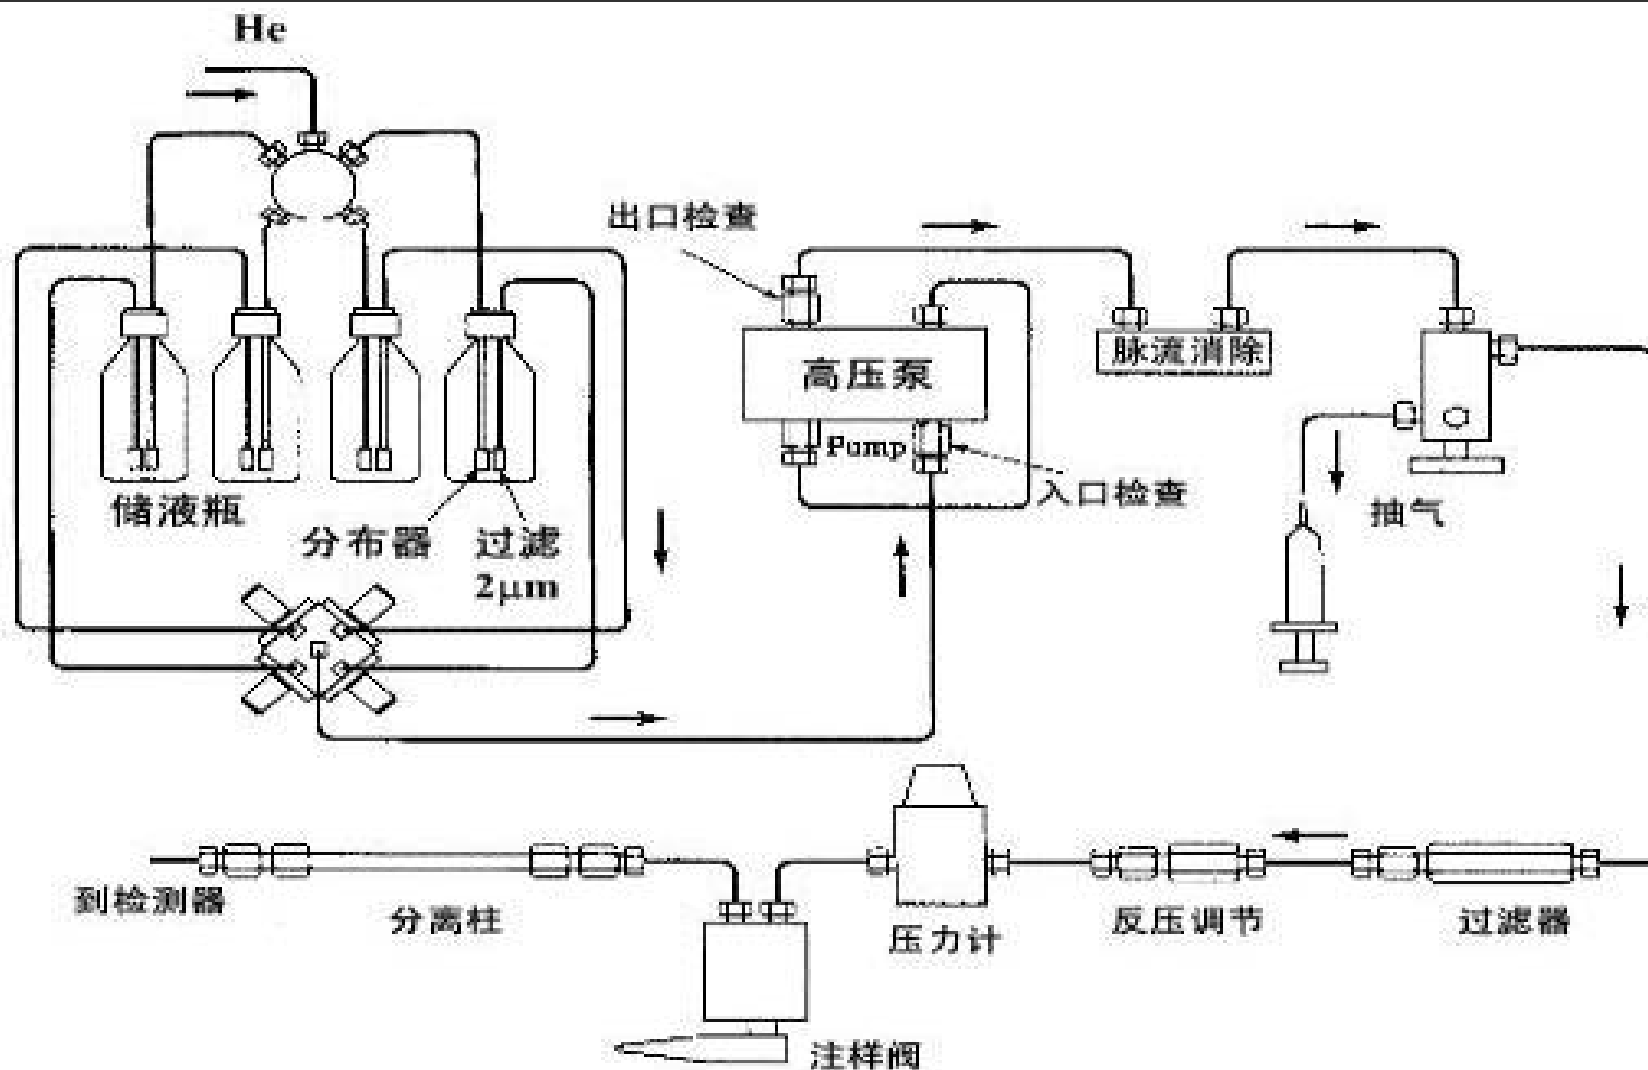 He
出口检查
脉流消除
高压泵
Pump
入口检查
抽气
储液瓶
分布器
过滤
2μm
到检测器
分离柱
压力计
反压调节
过滤器
注样阀